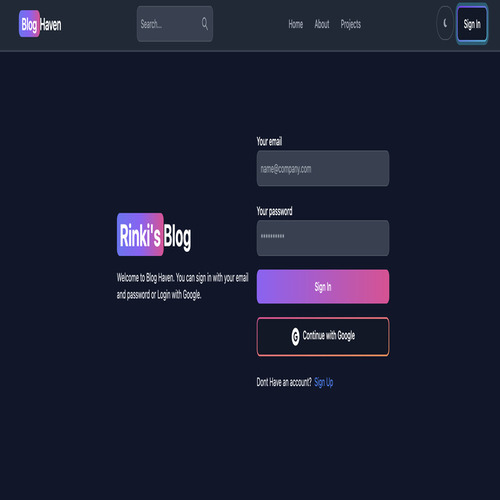 Blog Haven
Search...
Home
About
Projects
Sign In
Your email
name@company.com
Your password
**********
Rinki's Blog
Welcome to Blog Haven. You can sign in with your email
and password or Login with Google.
Sign In
G Continue with Google
Dont Have an account? Sign Up